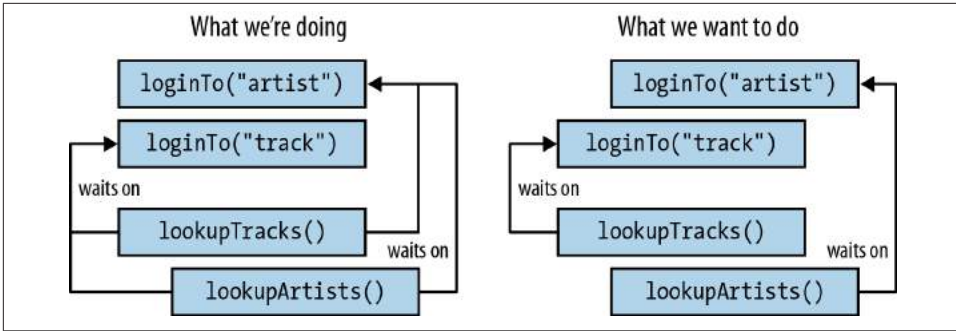 What we're doing
loginTo("artist")
loginTo("track")
waits on
lookupTracks()
waits on
lookupArtists()
What we want to do
loginTo("artist")
loginTo("track")
waits on
lookupTracks()
waits on
lookupArtists()